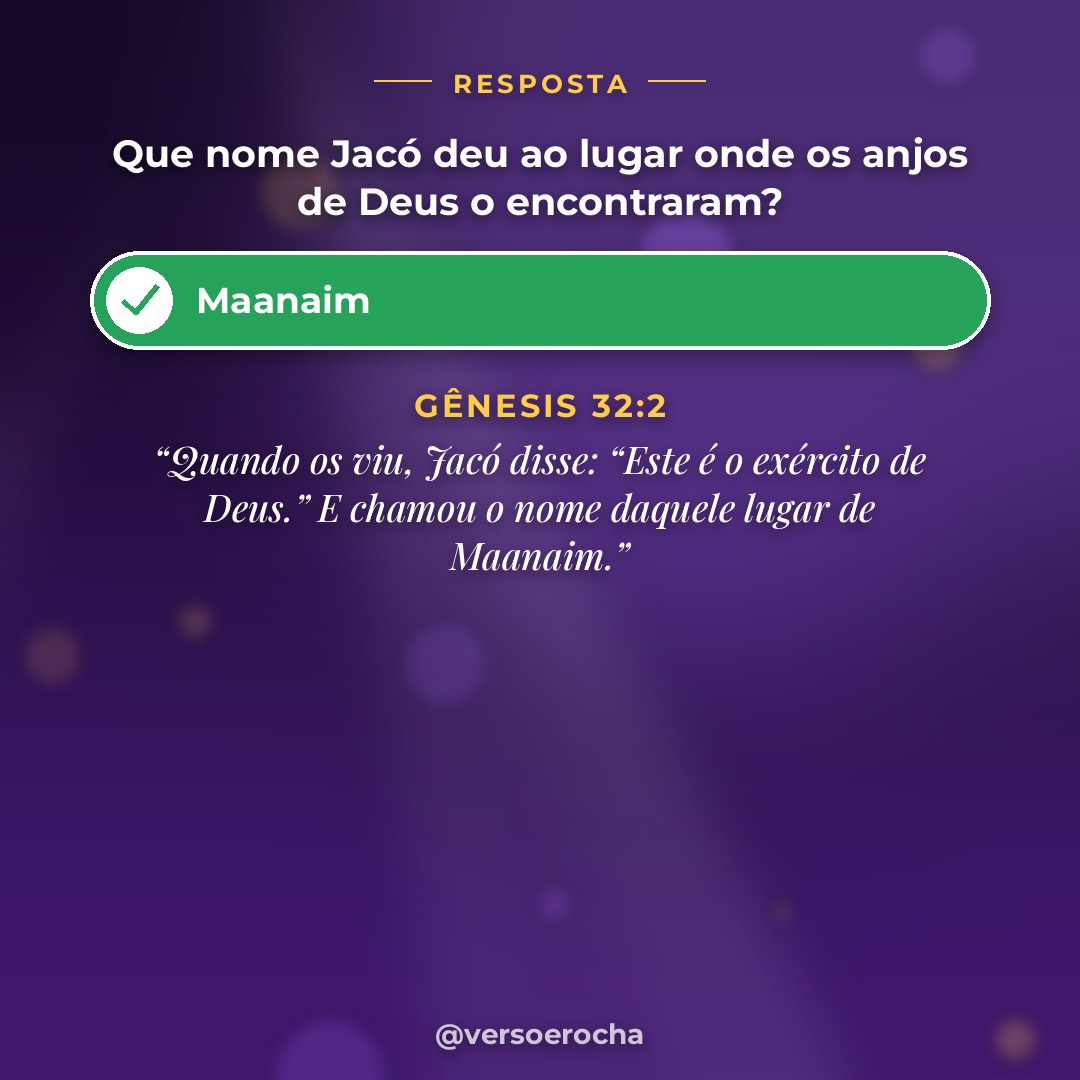 RESPOSTA
Que nome Jacó deu ao lugar onde os anjos
de Deus o encontraram?
Maanaim
GÊNESIS 32:2
“Quando os viu, Jacó disse: “Este é o exército de
Deus.” E chamou o nome daquele lugar de
Maanaim.”
@versoerocha